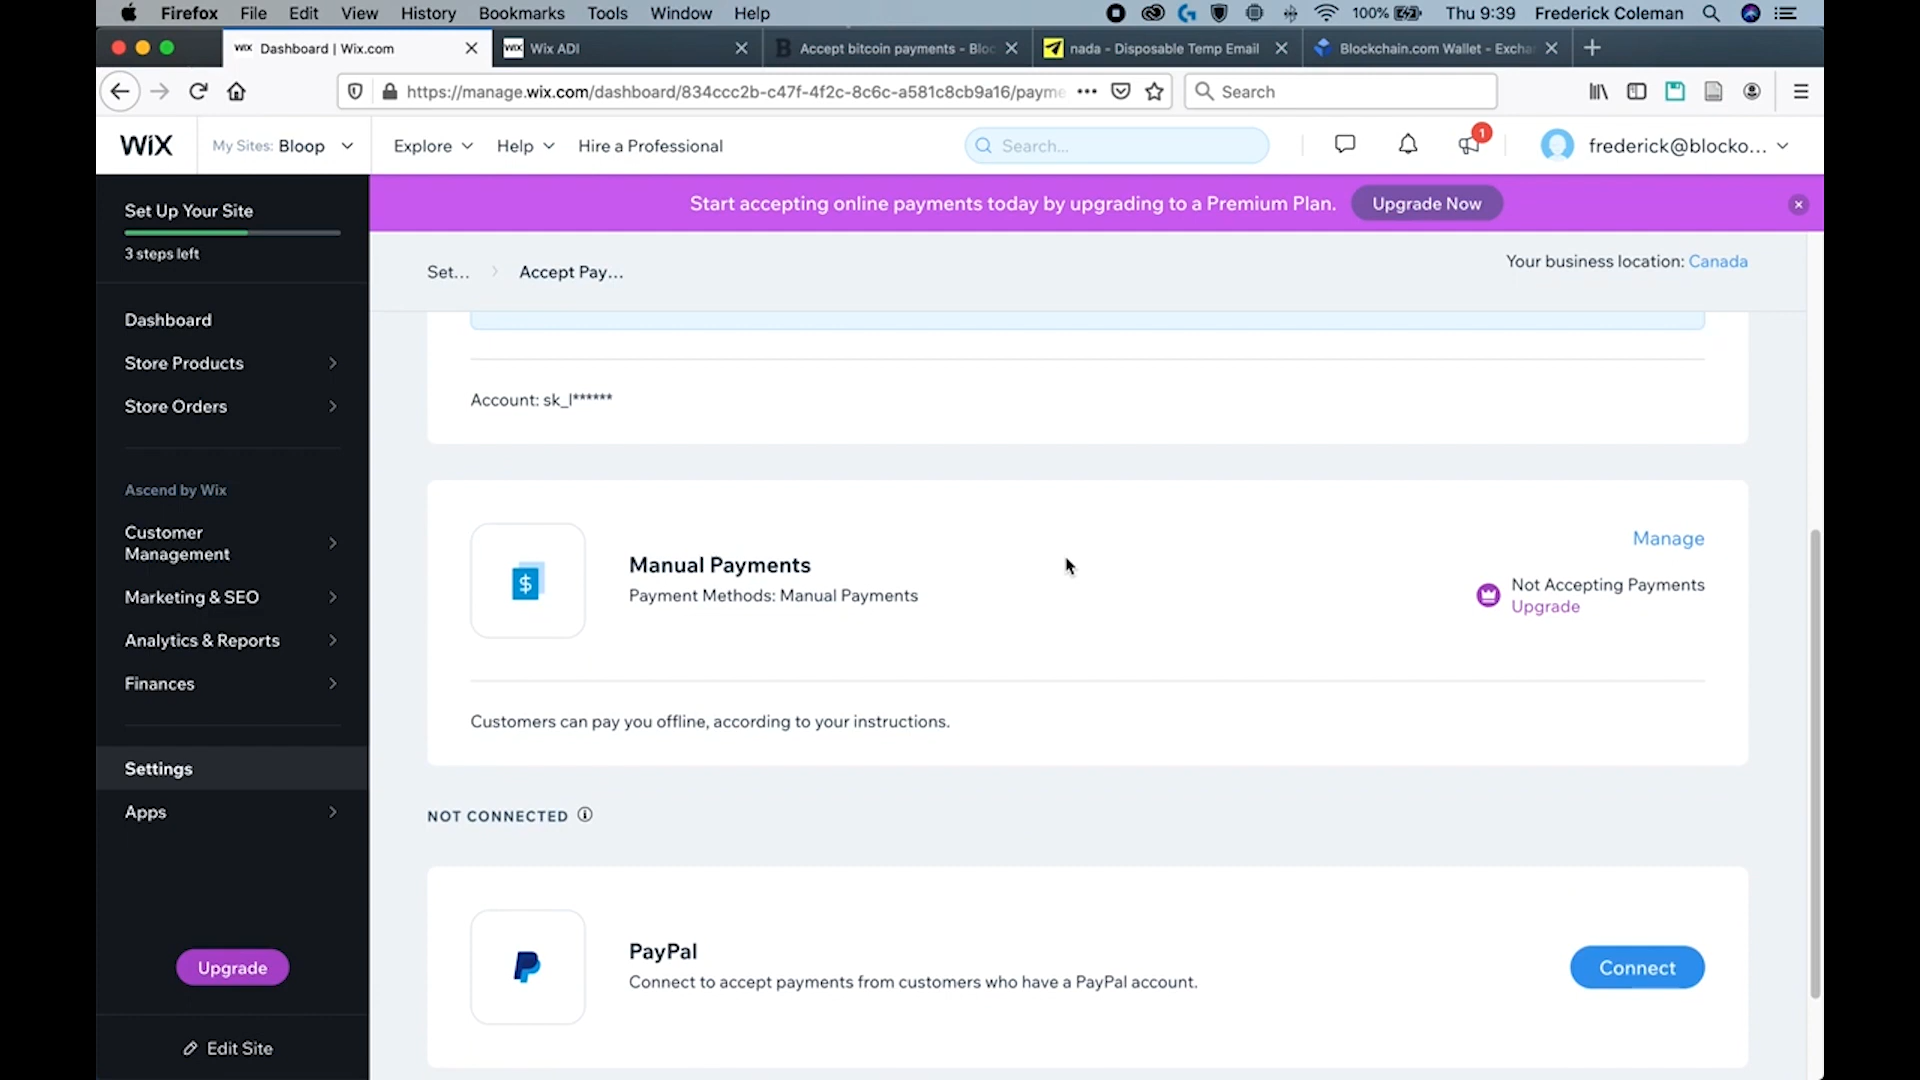 Firefox File Edit View History Bookmarks Tools Window Help 100% Thu 9:39 Frederick Coleman
WiX Dashboard | Wix.com WiX Wix ADI B Accept bitcoin payments - Bloc nada - Disposable Temp Email Blockchain.com Wallet - Excha
https://manage.wix.com/dashboard/834ccc2b-c47f-4f2c-8c6c-a581c8cb9a16/payme Search
WiX My Sites: Bloop Explore Help Hire a Professional Search... 1 frederick@blocko...
Start accepting online payments today by upgrading to a Premium Plan. Upgrade Now
Set Up Your Site
3 steps left
Dashboard
Store Products
Store Orders
Ascend by Wix
Customer
Management
Marketing & SEO
Analytics & Reports
Finances
Settings
Apps
Upgrade
Edit Site
Set... Accept Pay...
Your business location: Canada
Account: sk_l******
Manual Payments
Payment Methods: Manual Payments
Manage
Not Accepting Payments
Upgrade
Customers can pay you offline, according to your instructions.
NOT CONNECTED
PayPal
Connect to accept payments from customers who have a PayPal account.
Connect